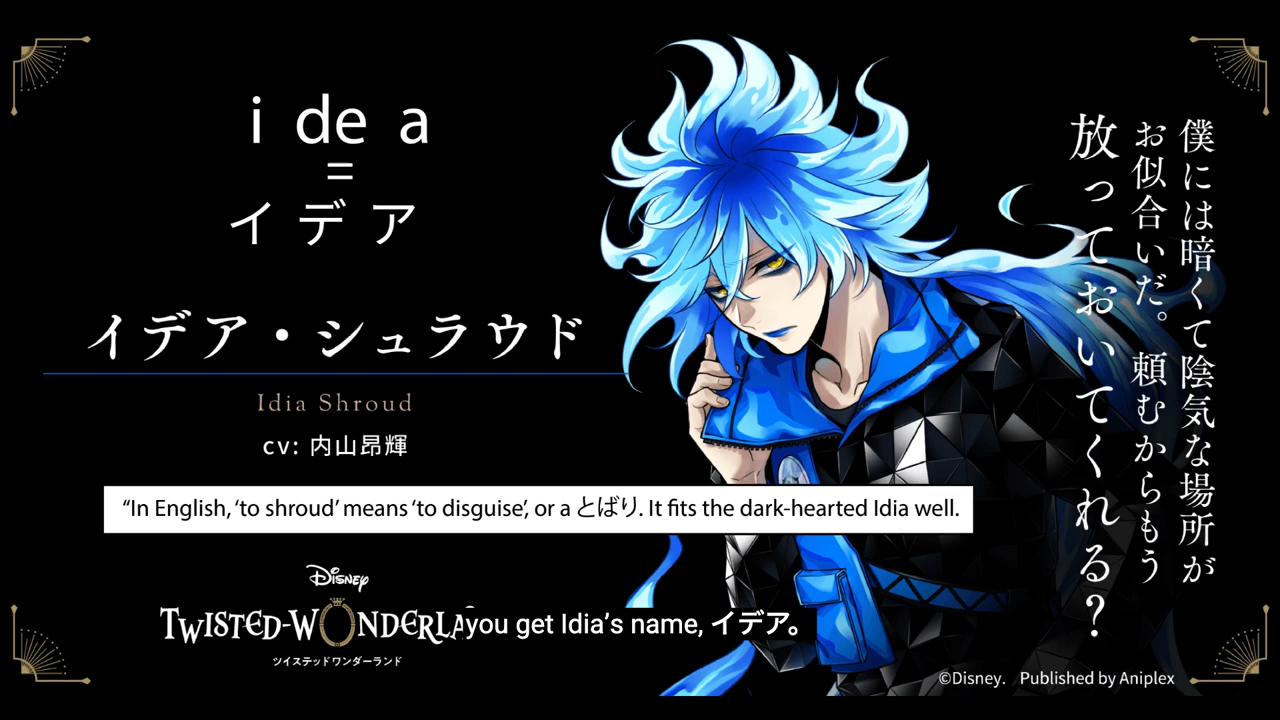 i de a
=
イ デ ア
イデア・シュラウド
Idia Shroud
cv: 内山昂輝
“In English, ‘to shroud’ means ‘to disguise’, or a とばり. It fits the dark-hearted Idia well.
僕には暗くて陰気な場所が
お似合いだ。頼むからもう
放っておいてくれる?
Disney
TWISTED-WONDERLA
ツイステッドワンダーランド
you get Idia’s name, イデア。
©Disney. Published by Aniplex